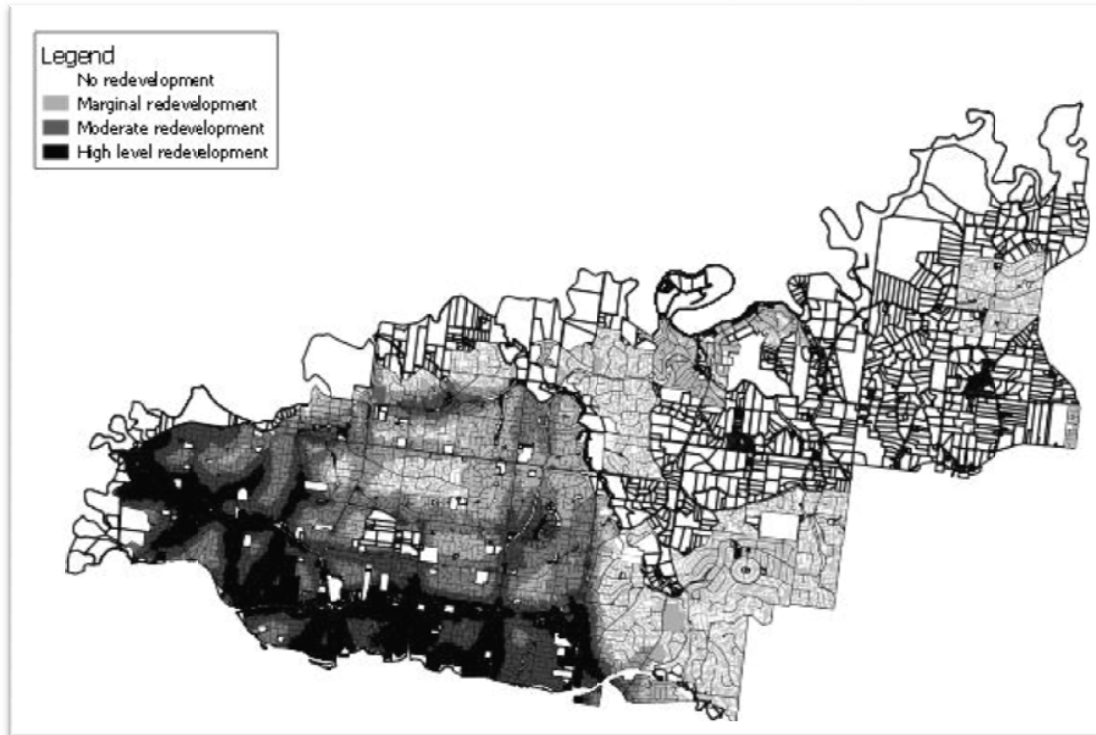 Legend
No redevelopment
Marginal redevelopment
Moderate redevelopment
High level redevelopment